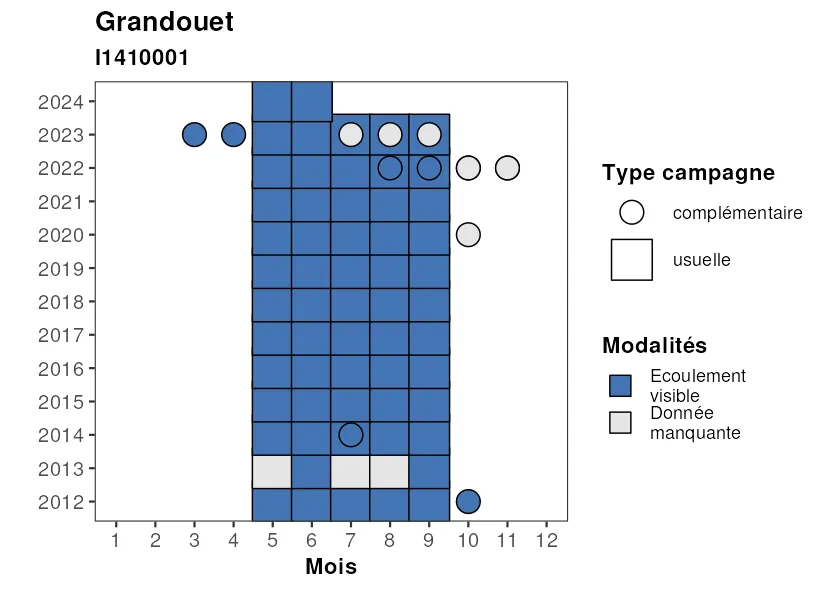 Grandouet
I1410001
2024
2023
2022
2021
2020
2019
2018
2017
2016
2015
2014
2013
2012
1 2 3 4 5 6 7 8 9 10 11 12
Mois
Type campagne
complémentaire
usuelle
Modalités
Ecoulement
visible
Donnée
manquante